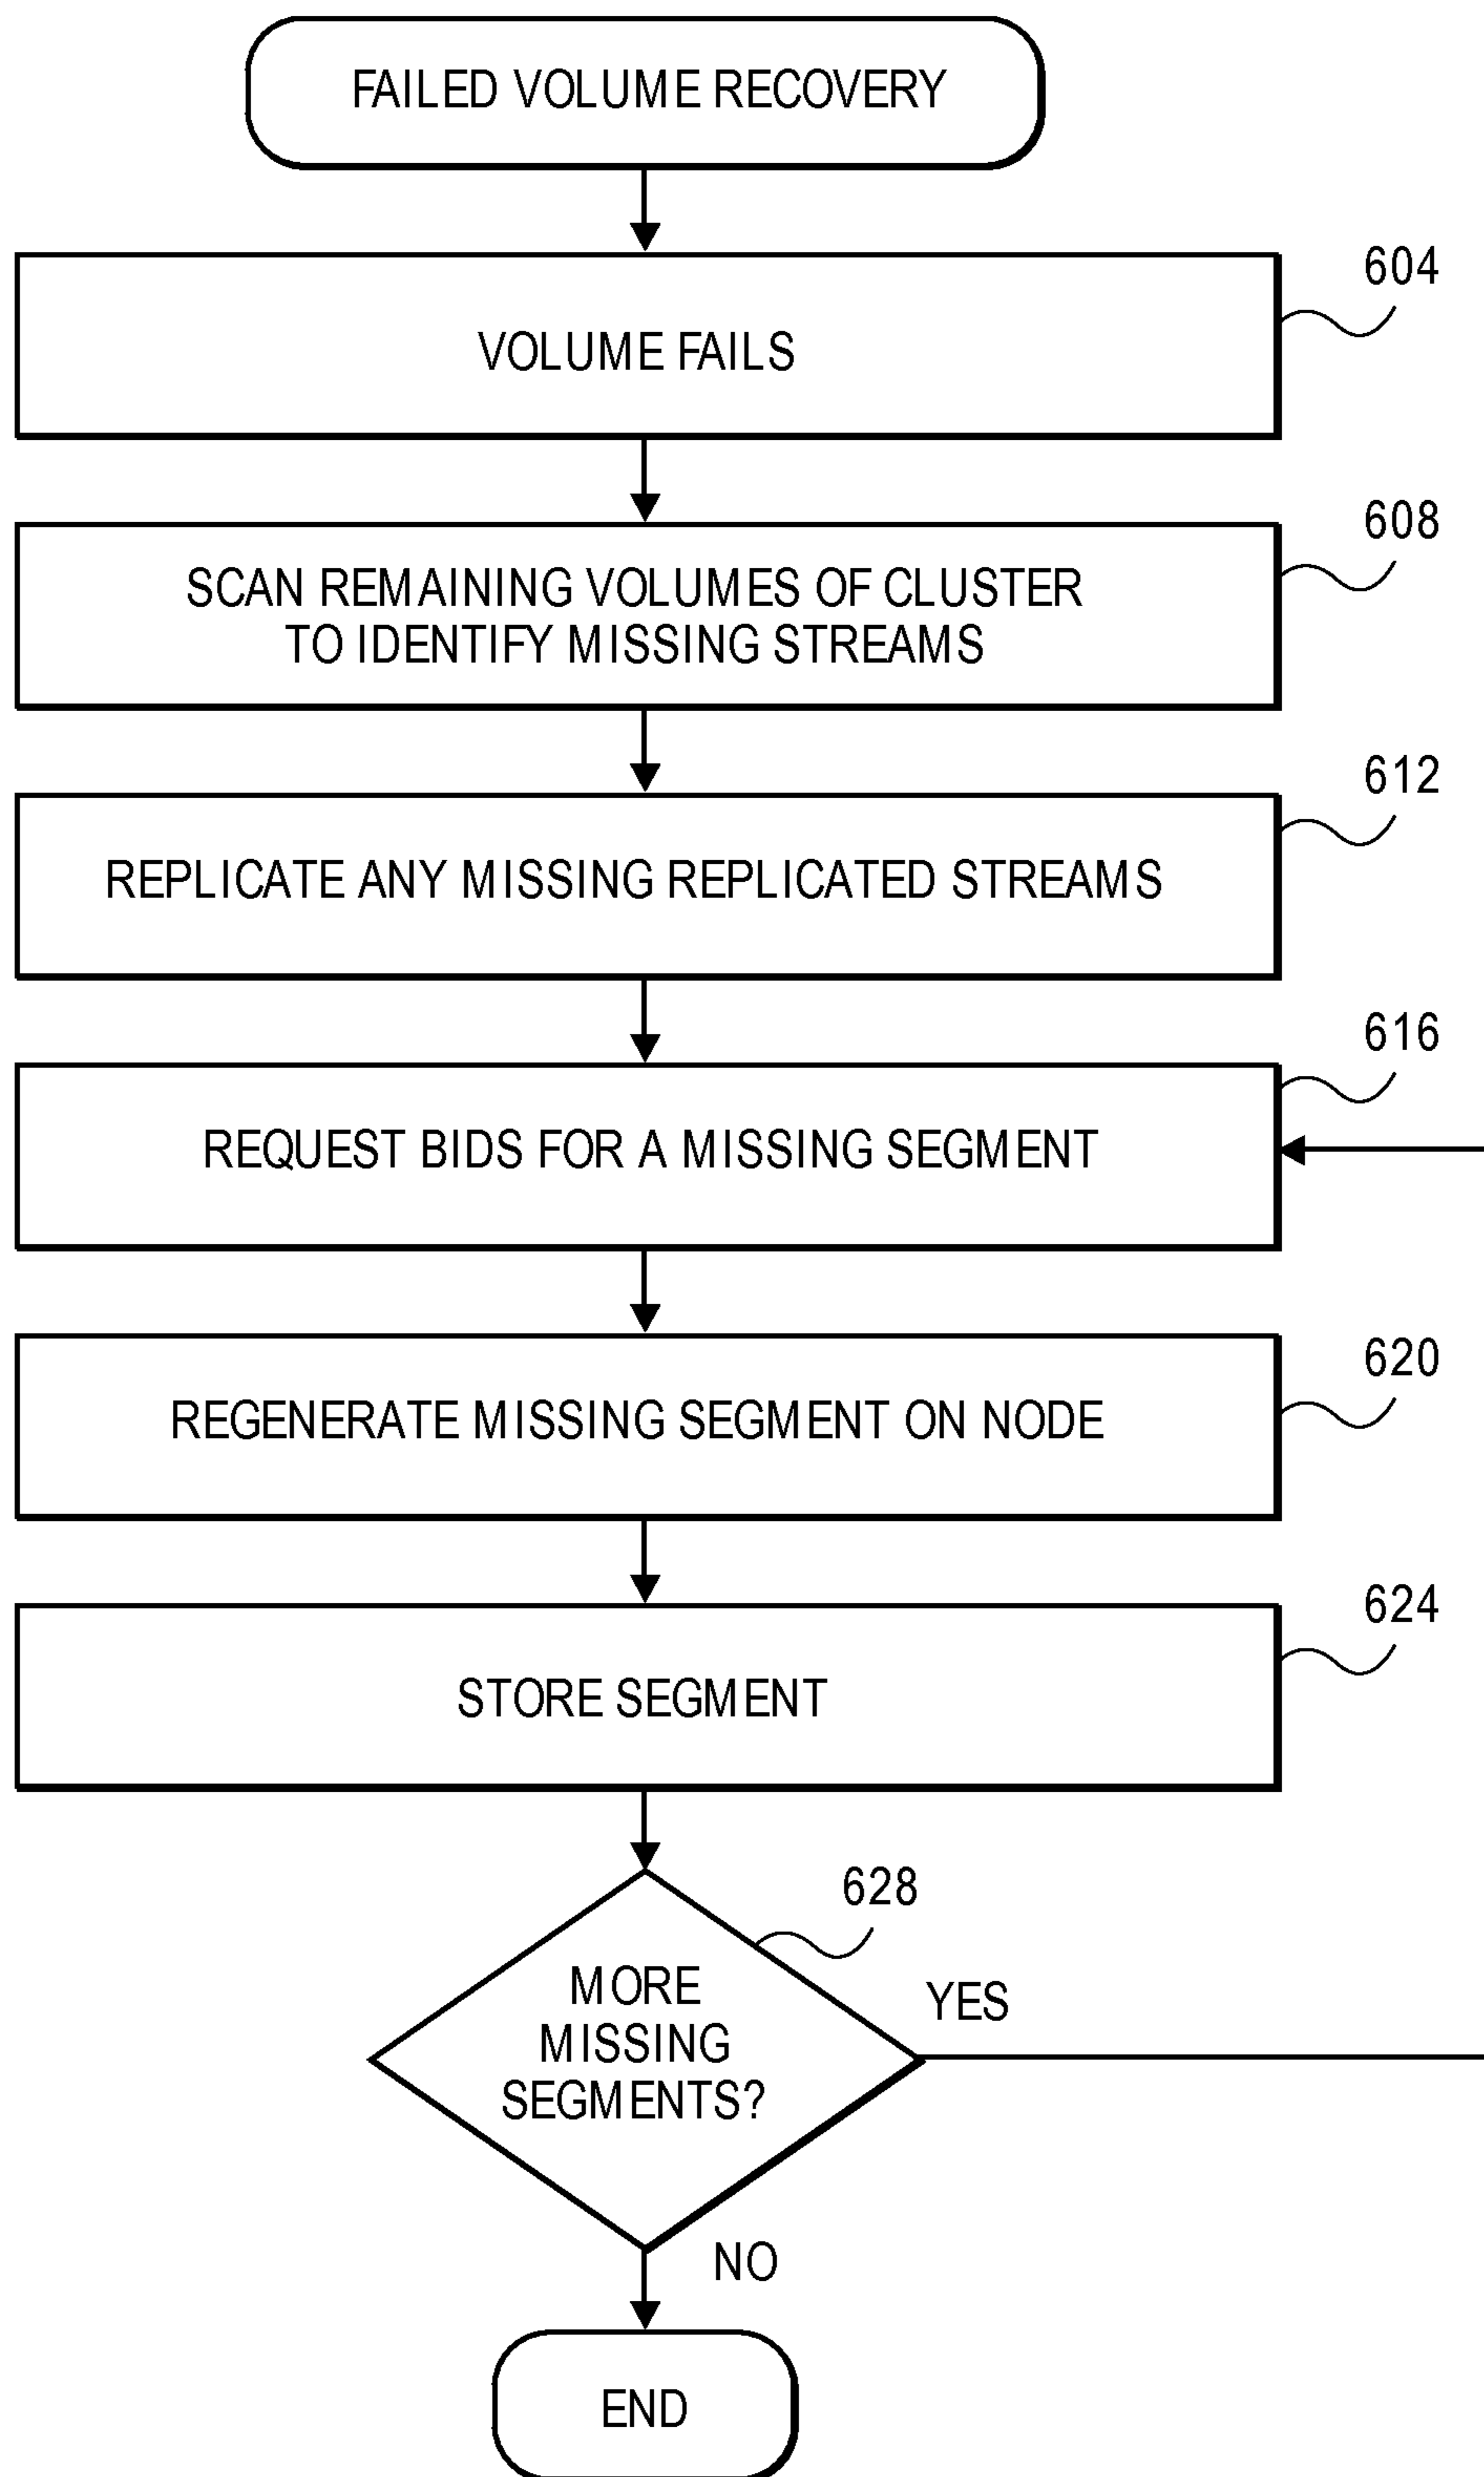 FAILED VOLUME RECOVERY
604
VOLUME FAILS
608
SCAN REMAINING VOLUMES OF CLUSTER
TO IDENTIFY MISSING STREAMS
612
REPLICATE ANY MISSING REPLICATED STREAMS
616
REQUEST BIDS FOR A MISSING SEGMENT
620
REGENERATE MISSING SEGMENT ON NODE
624
STORE SEGMENT
628
MORE
MISSING
SEGMENTS?
YES
NO
END